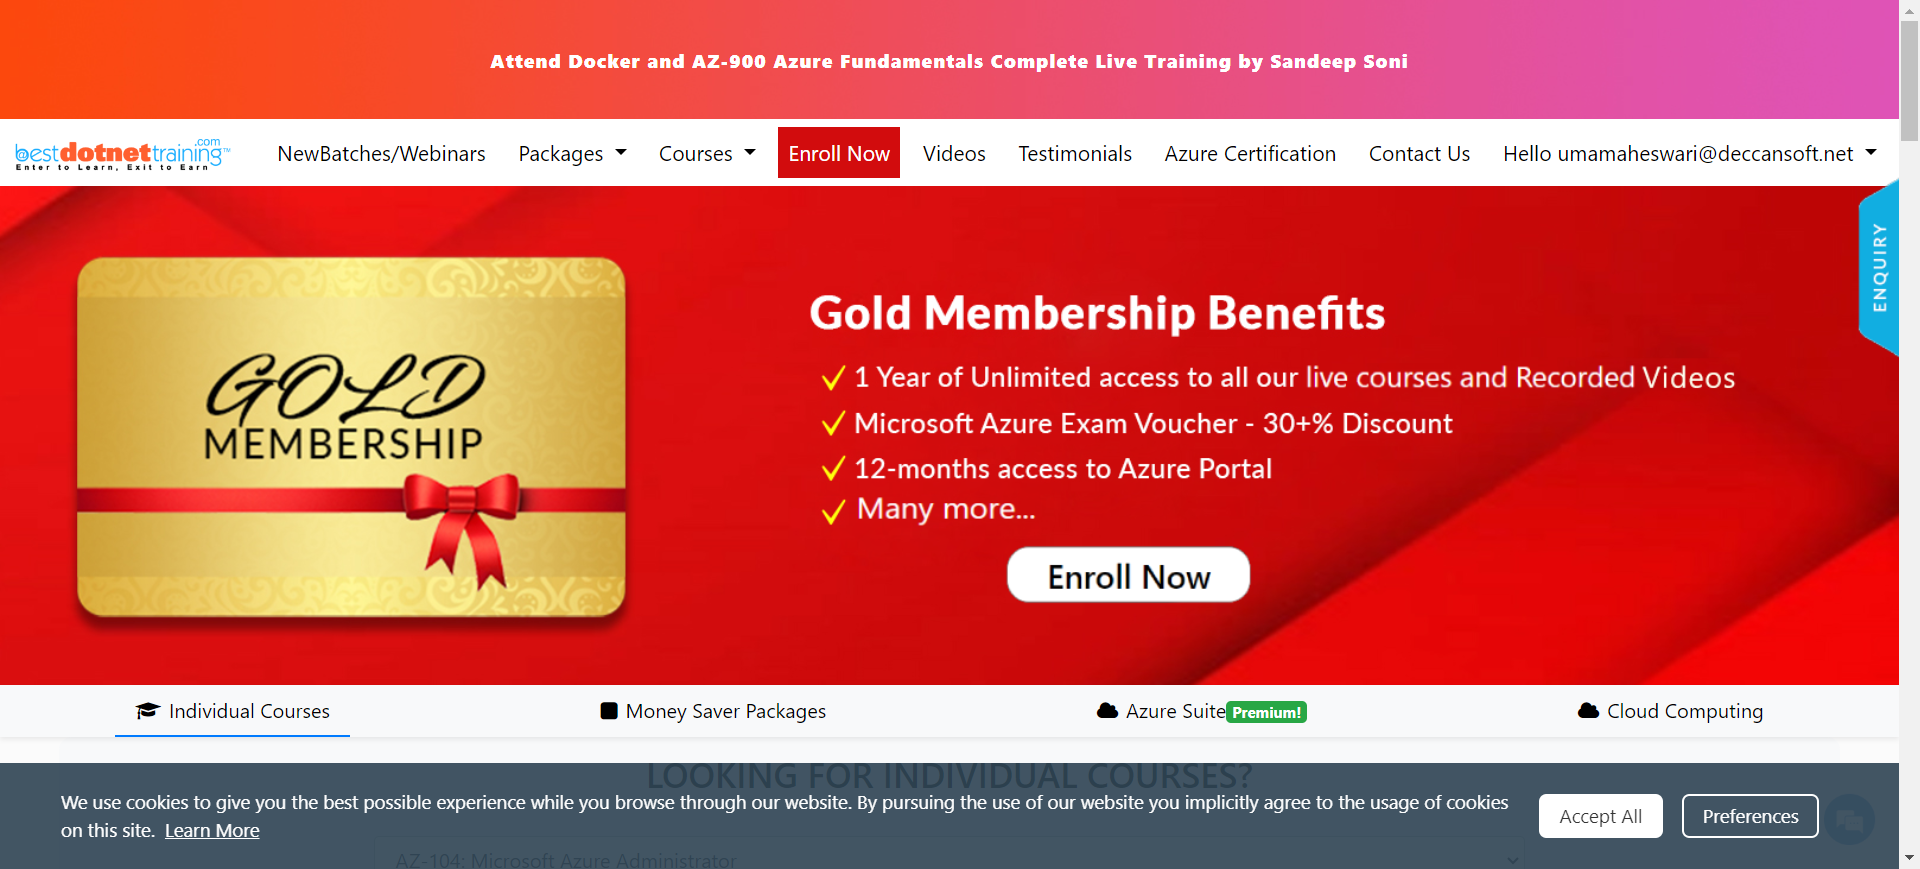 Attend Docker and AZ-900 Azure Fundamentals Complete Live Training by Sandeep Soni
bestdotnettraining.com™
Enter to Learn, Exit to Earn
NewBatches/Webinars Packages Courses Enroll Now Videos Testimonials Azure Certification Contact Us Hello umamaheswari@deccansoft.net
ENQUIRY
GOLD
MEMBERSHIP
Gold Membership Benefits
1 Year of Unlimited access to all our live courses and Recorded Videos
Microsoft Azure Exam Voucher - 30+% Discount
12-months access to Azure Portal
Many more...
Enroll Now
Individual Courses Money Saver Packages Azure Suite Premium! Cloud Computing
LOOKING FOR INDIVIDUAL COURSES?
We use cookies to give you the best possible experience while you browse through our website. By pursuing the use of our website you implicitly agree to the usage of cookies
on this site. Learn More
Accept All Preferences
AZ-104: Microsoft Azure Administrator